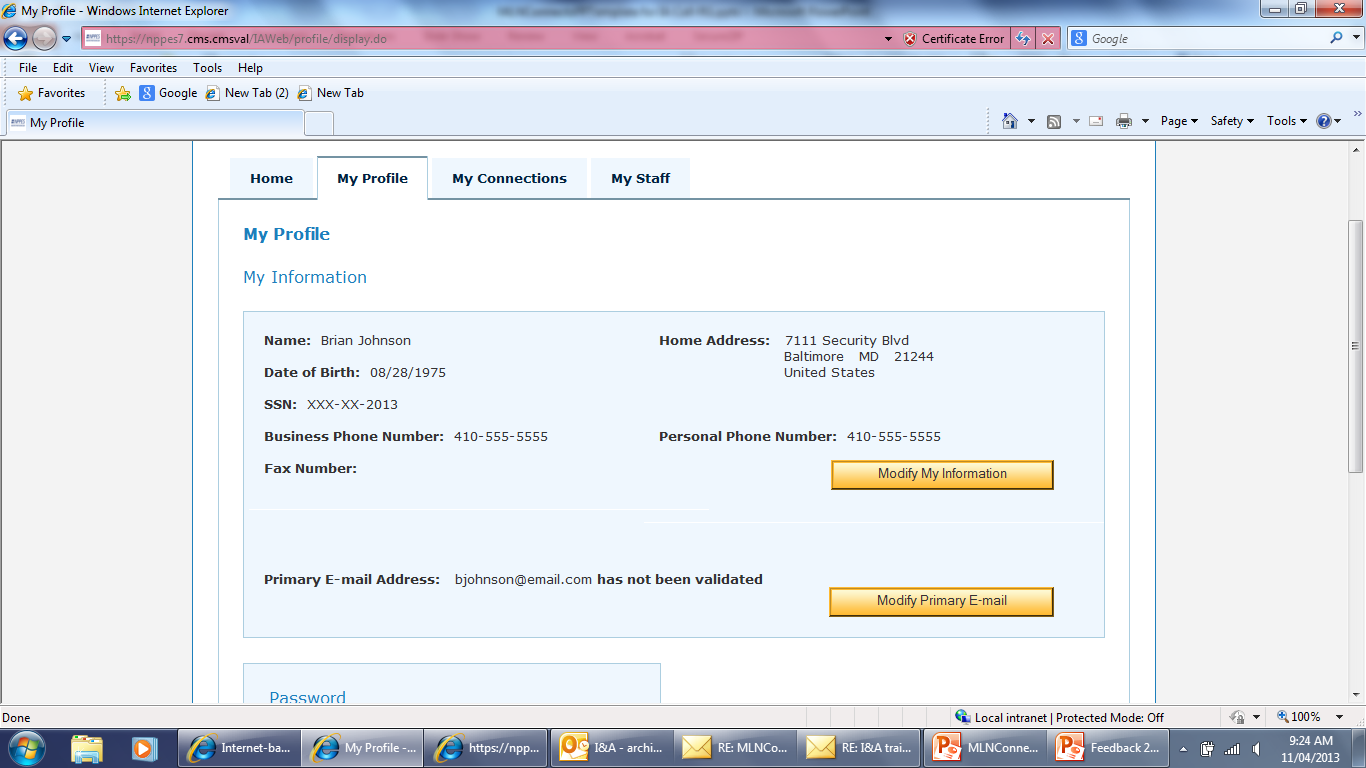 My Profile - Windows Internet Explorer
https://nppes7.cms.cmsval/IAWeb/profile/display.do
Certificate Error
Google
File Edit View Favorites Tools Help
Favorites
Google
New Tab (2)
New Tab
My Profile
Page
Safety
Tools
Home
My Profile
My Connections
My Staff
My Profile
My Information
Name: Brian Johnson
Home Address: 7111 Security Blvd
Baltimore MD 21244
United States
Date of Birth: 08/28/1975
SSN: XXX-XX-2013
Business Phone Number: 410-555-5555
Personal Phone Number: 410-555-5555
Fax Number:
Modify My Information
Primary E-mail Address: bjohnson@email.com has not been validated
Modify Primary E-mail
Password
Done
Local intranet | Protected Mode: Off
100%
Internet-ba...
My Profile -...
https://npp...
I&A - archi...
RE: MLNCo...
RE: I&A trai...
MLNConne...
Feedback 2...
9:24 AM
11/04/2013